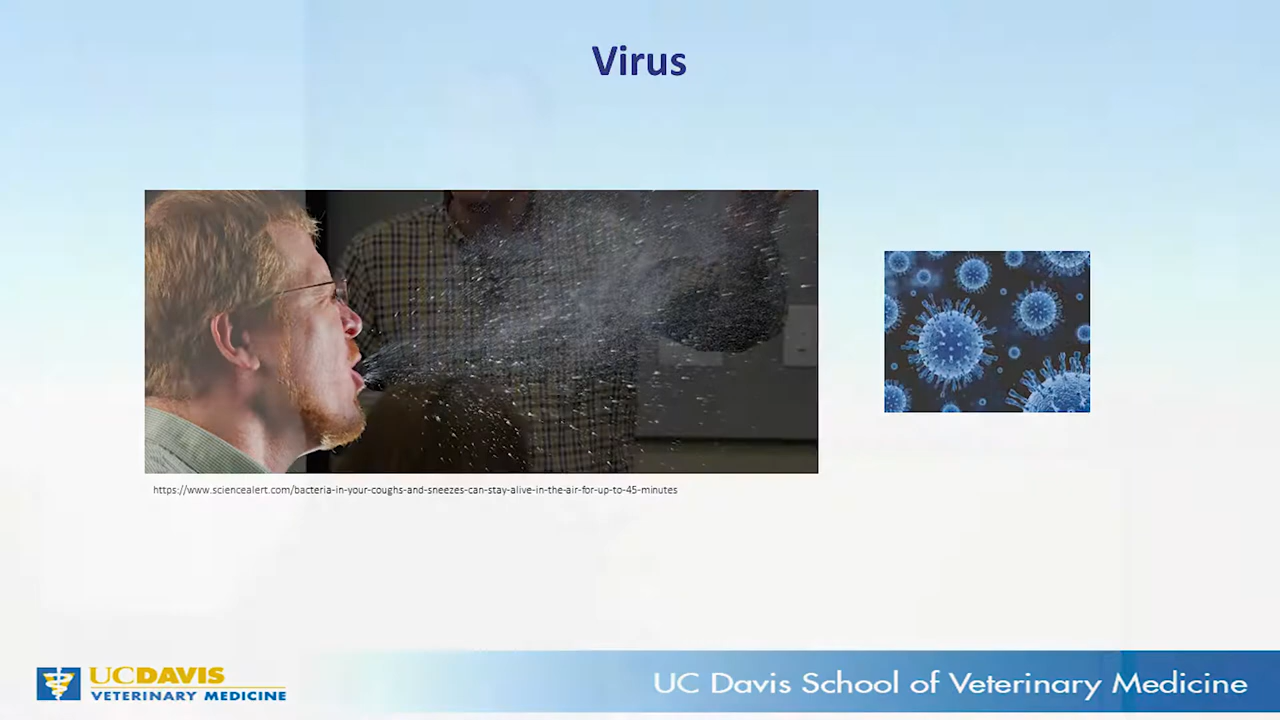 Virus
https://www.sciencealert.com/bacteria-in-your-coughs-and-sneezes-can-stay-alive-in-the-air-for-up-to-45-minutes
UCDAVIS
VETERINARY MEDICINE
UC Davis School of Veterinary Medicine